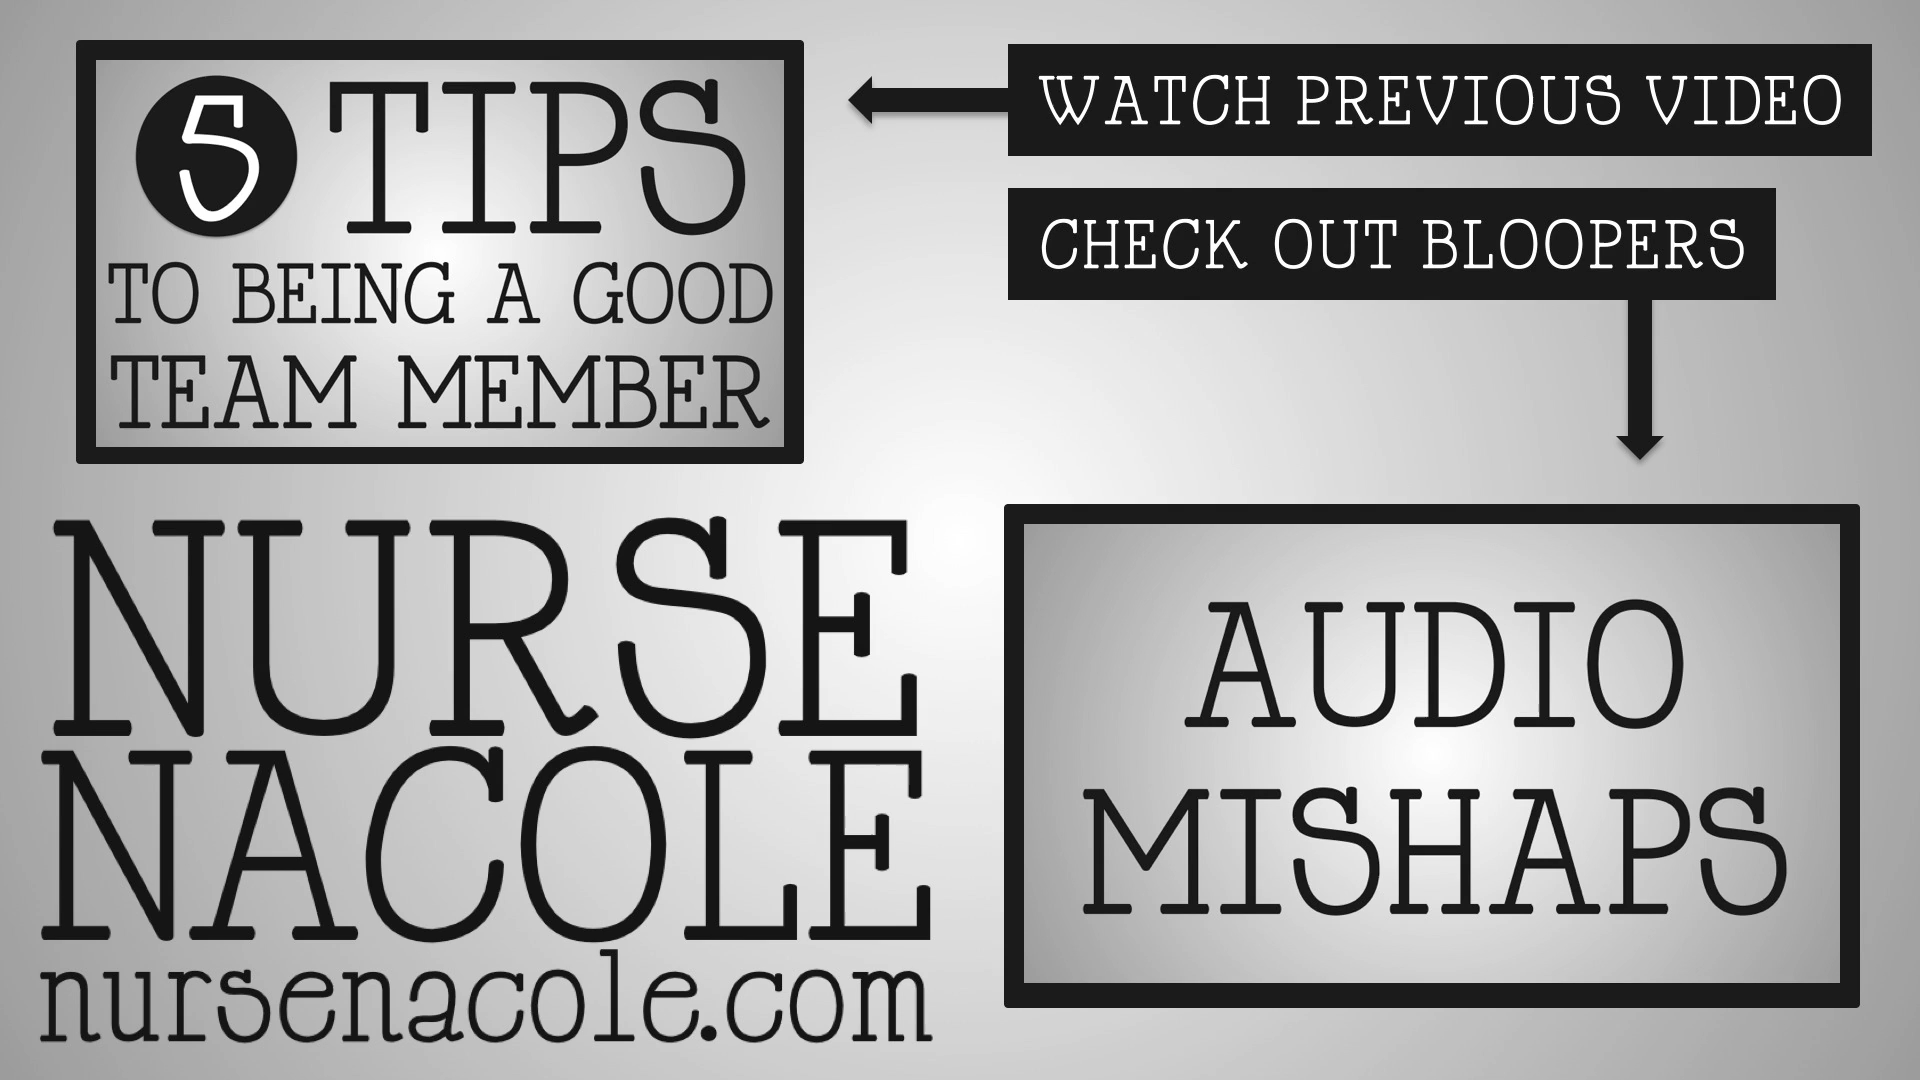 5 TIPS
TO BEING A GOOD
TEAM MEMBER
WATCH PREVIOUS VIDEO
CHECK OUT BLOOPERS
NURSE
NACOLE
nursenacole.com
AUDIO
MISHAPS